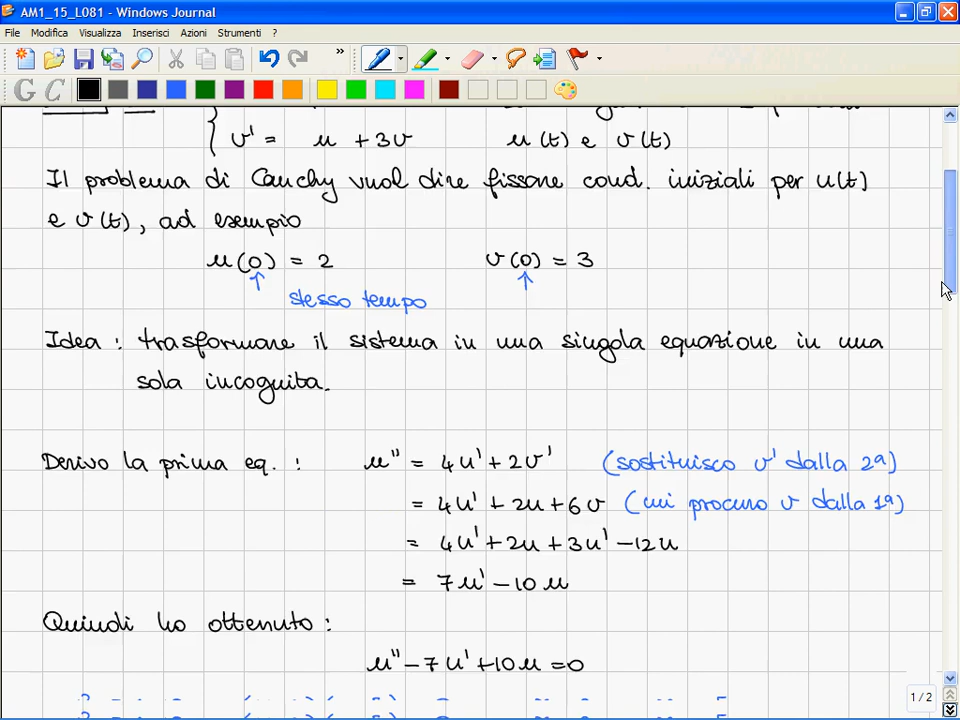 AM1_15_L081 - Windows Journal
File Modifica Visualizza Inserisci Azioni Strumenti ?
»
G C
v' = u + 3v u(t) e v(t)
Il problema di Cauchy vuol dire fissare cond. iniziali per u(t)
e v(t), ad esempio
u(0) = 2 v(0) = 3
↑ stesso tempo ↑
Idea : trasformare il sistema in una singola equazione in una
sola incognita.
Derivo la prima eq. : u'' = 4u' + 2v' (sostituisco v' dalla 2ª)
= 4u' + 2u + 6v (mi procuro v dalla 1ª)
= 4u' + 2u + 3u' - 12u
= 7u' - 10u
Quindi ho ottenuto :
u'' - 7u' + 10u = 0
1 / 2